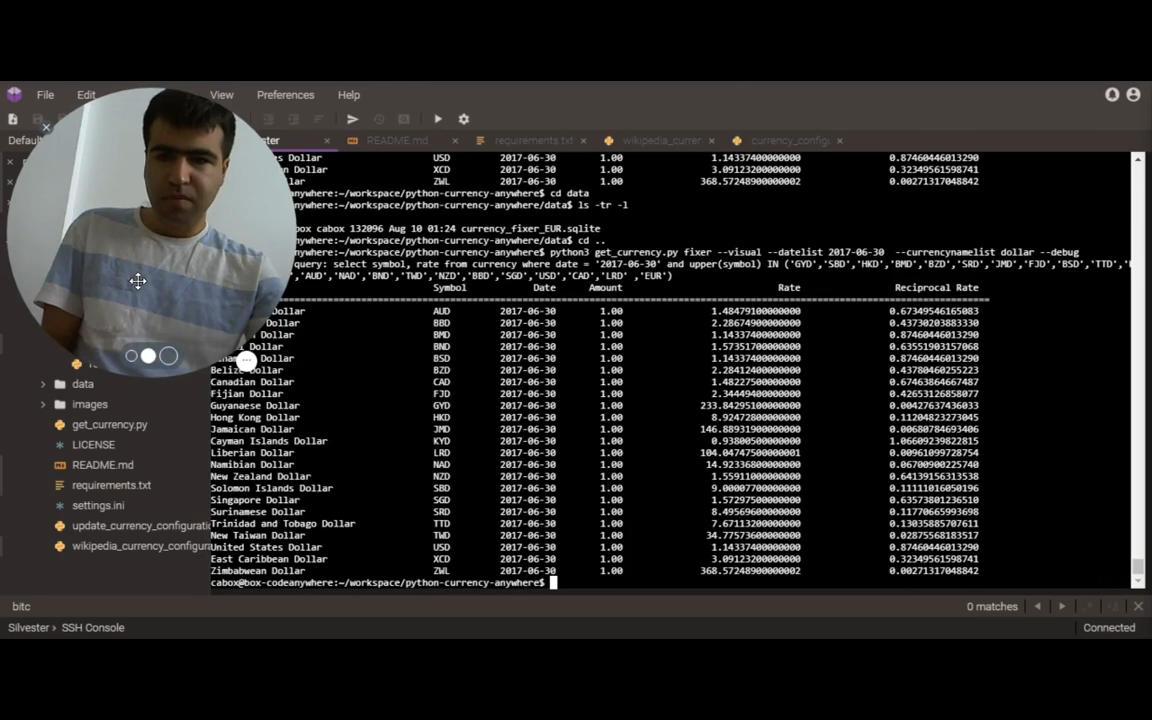 File Edit View Preferences Help
Default
README.md requirements.txt wikipedia_curren currency_configu
Dollar USD 2017-06-30 1.00 1.14337400000000 0.87460446013290
Dollar XCD 2017-06-30 1.00 3.09123200000000 0.32349561598741
Dollar ZWL 2017-06-30 1.00 368.57248900000002 0.00271317048842
anywhere:~/workspace/python-currency-anywhere$ cd data
anywhere:~/workspace/python-currency-anywhere/data$ ls -tr -l
cabox 132096 Aug 10 01:24 currency_fixer_EUR.sqlite
anywhere:~/workspace/python-currency-anywhere/data$ cd ..
anywhere:~/workspace/python-currency-anywhere$ python3 get_currency.py fixer --visual --datelist 2017-06-30 --currencynamelist dollar --debug
query: select symbol, rate from currency where date = '2017-06-30' and upper(symbol) IN ('GYD','SBD','HKD','BMD','BZD','SRD','JMD','FJD','BSD','TTD',
,'AUD','NAD','BND','TWD','NZD','BBD','SGD','USD','CAD','LRD' ,'EUR')
Symbol Date Amount Rate Reciprocal Rate
Dollar AUD 2017-06-30 1.00 1.48479100000000 0.67349546165083
Dollar BBD 2017-06-30 1.00 2.28674900000000 0.43730203883330
Dollar BMD 2017-06-30 1.00 1.14337400000000 0.87460446013290
Dollar BND 2017-06-30 1.00 1.57351700000000 0.63551903157068
Dollar BSD 2017-06-30 1.00 1.14337400000000 0.87460446013290
Belize Dollar BZD 2017-06-30 1.00 2.28412400000000 0.43780460255223
Canadian Dollar CAD 2017-06-30 1.00 1.48227500000000 0.67463864667487
Fijian Dollar FJD 2017-06-30 1.00 2.34449400000000 0.42653126858077
Guyanaese Dollar GYD 2017-06-30 1.00 233.84295100000000 0.00427637436033
Hong Kong Dollar HKD 2017-06-30 1.00 8.92472800000000 0.11204823273045
Jamaican Dollar JMD 2017-06-30 1.00 146.88931900000000 0.00680784693406
Cayman Islands Dollar KYD 2017-06-30 1.00 0.93800500000000 1.06609239822815
Liberian Dollar LRD 2017-06-30 1.00 104.04747500000001 0.00961099728754
Namibian Dollar NAD 2017-06-30 1.00 14.92336800000000 0.06700900225740
New Zealand Dollar NZD 2017-06-30 1.00 1.55911000000000 0.64139156313538
Solomon Islands Dollar SBD 2017-06-30 1.00 9.00007700000000 0.11111016050196
Singapore Dollar SGD 2017-06-30 1.00 1.57297500000000 0.63573801236510
Surinamese Dollar SRD 2017-06-30 1.00 8.49569600000000 0.11770665993698
Trinidad and Tobago Dollar TTD 2017-06-30 1.00 7.67113200000000 0.13035885707611
New Taiwan Dollar TWD 2017-06-30 1.00 34.77573600000000 0.02875568183517
United States Dollar USD 2017-06-30 1.00 1.14337400000000 0.87460446013290
East Caribbean Dollar XCD 2017-06-30 1.00 3.09123200000000 0.32349561598741
Zimbabwean Dollar ZWL 2017-06-30 1.00 368.57248900000002 0.00271317048842
cabox@box-codeanywhere:~/workspace/python-currency-anywhere$
data
images
get_currency.py
LICENSE
README.md
requirements.txt
settings.ini
update_currency_configuratio
wikipedia_currency_configura
bitc 0 matches
Silvester › SSH Console Connected